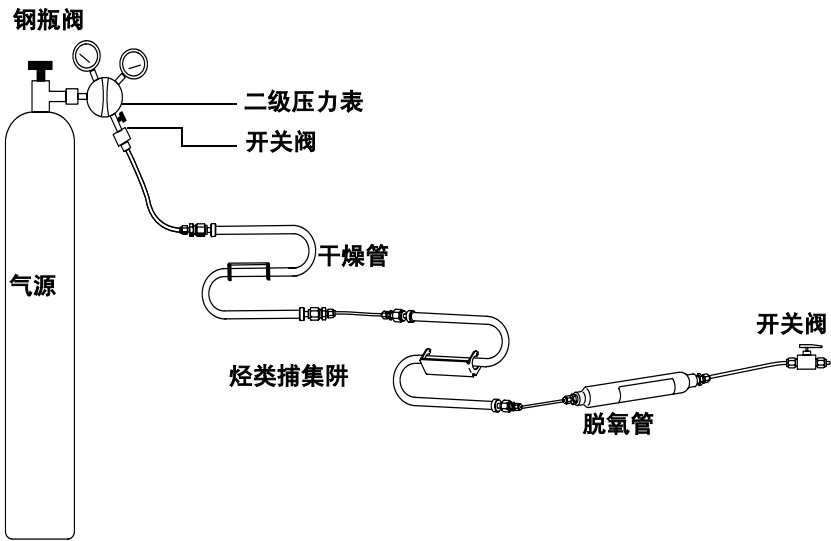 钢瓶阀
二级压力表
开关阀
干燥管
气源
开关阀
烃类捕集阱
脱氧管